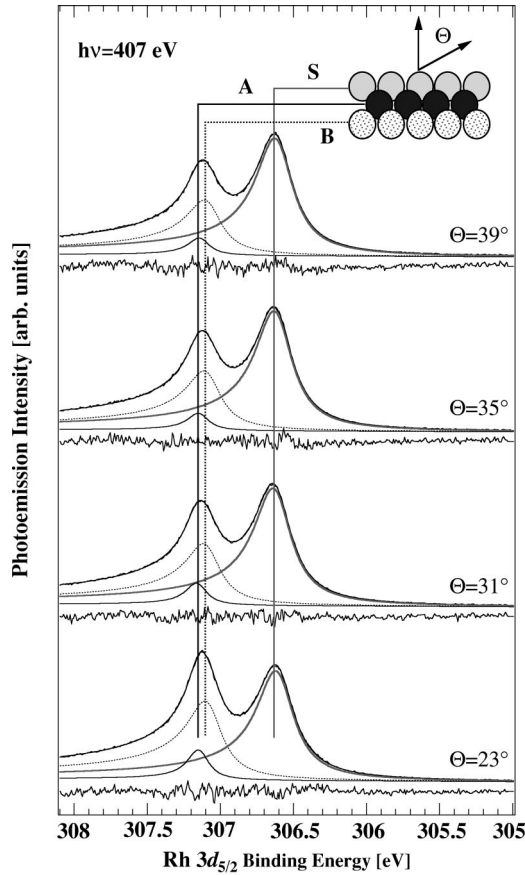 hν=407 eV
Θ
S
A
B
Θ=39°
Θ=35°
Θ=31°
Θ=23°
Photoemission Intensity [arb. units]
308 307.5 307 306.5 306 305.5 305
Rh 3d5/2 Binding Energy [eV]